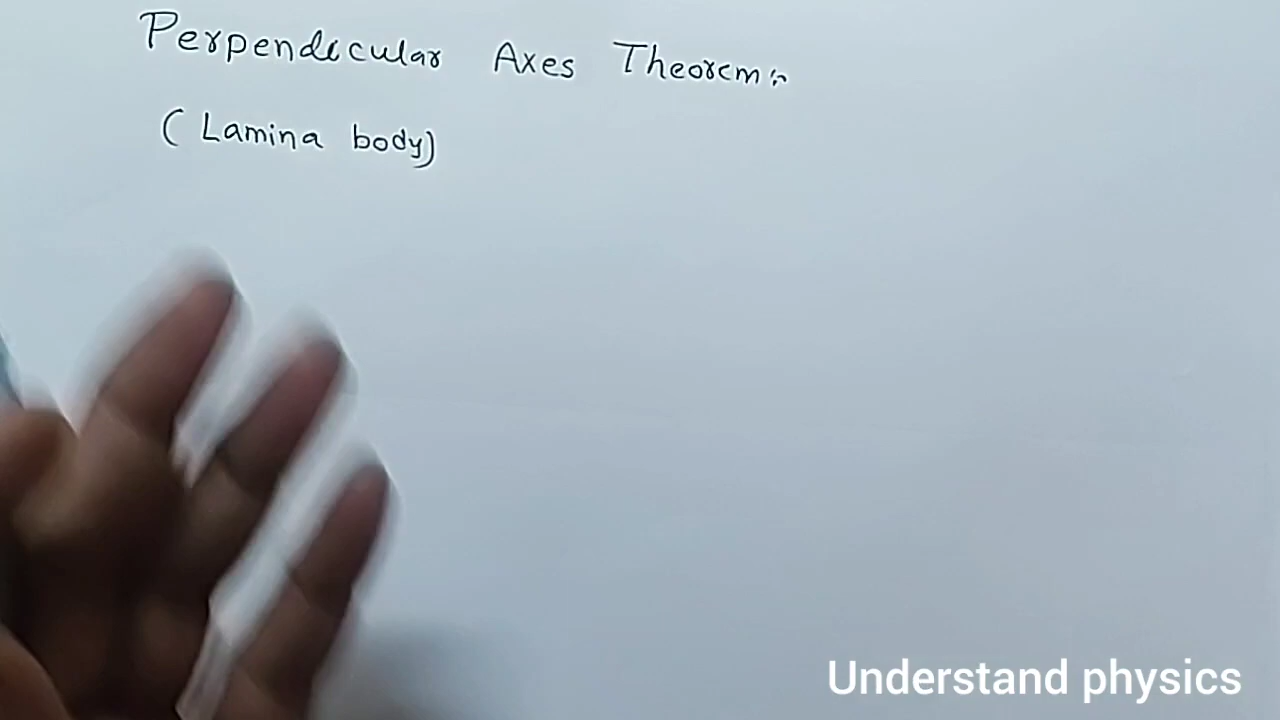 Perpendicular Axes Theorem :-
(Lamina body)
Understand physics